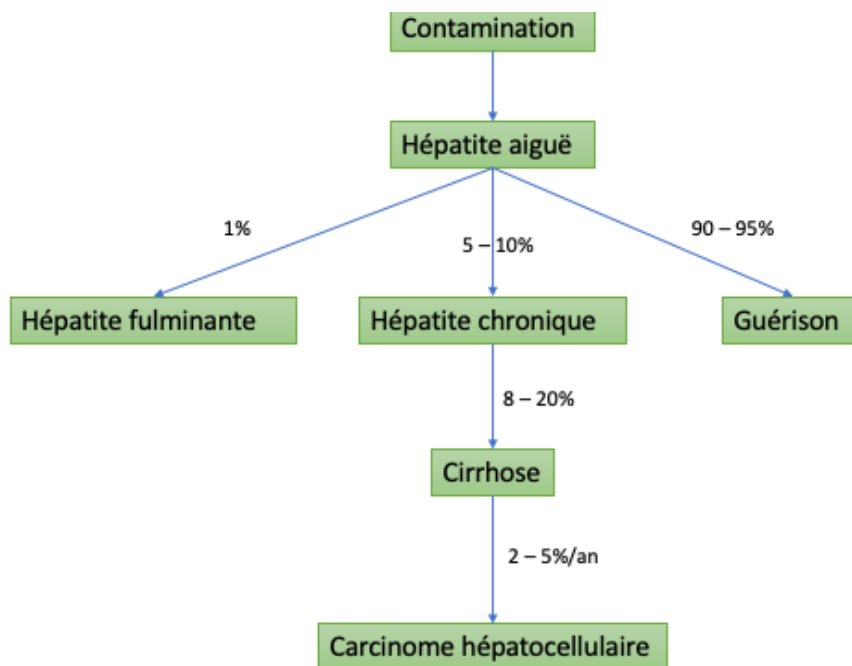 Contamination
Hépatite aiguë
1%
5 – 10%
90 – 95%
Hépatite fulminante
Hépatite chronique
Guérison
8 – 20%
Cirrhose
2 – 5%/an
Carcinome hépatocellulaire